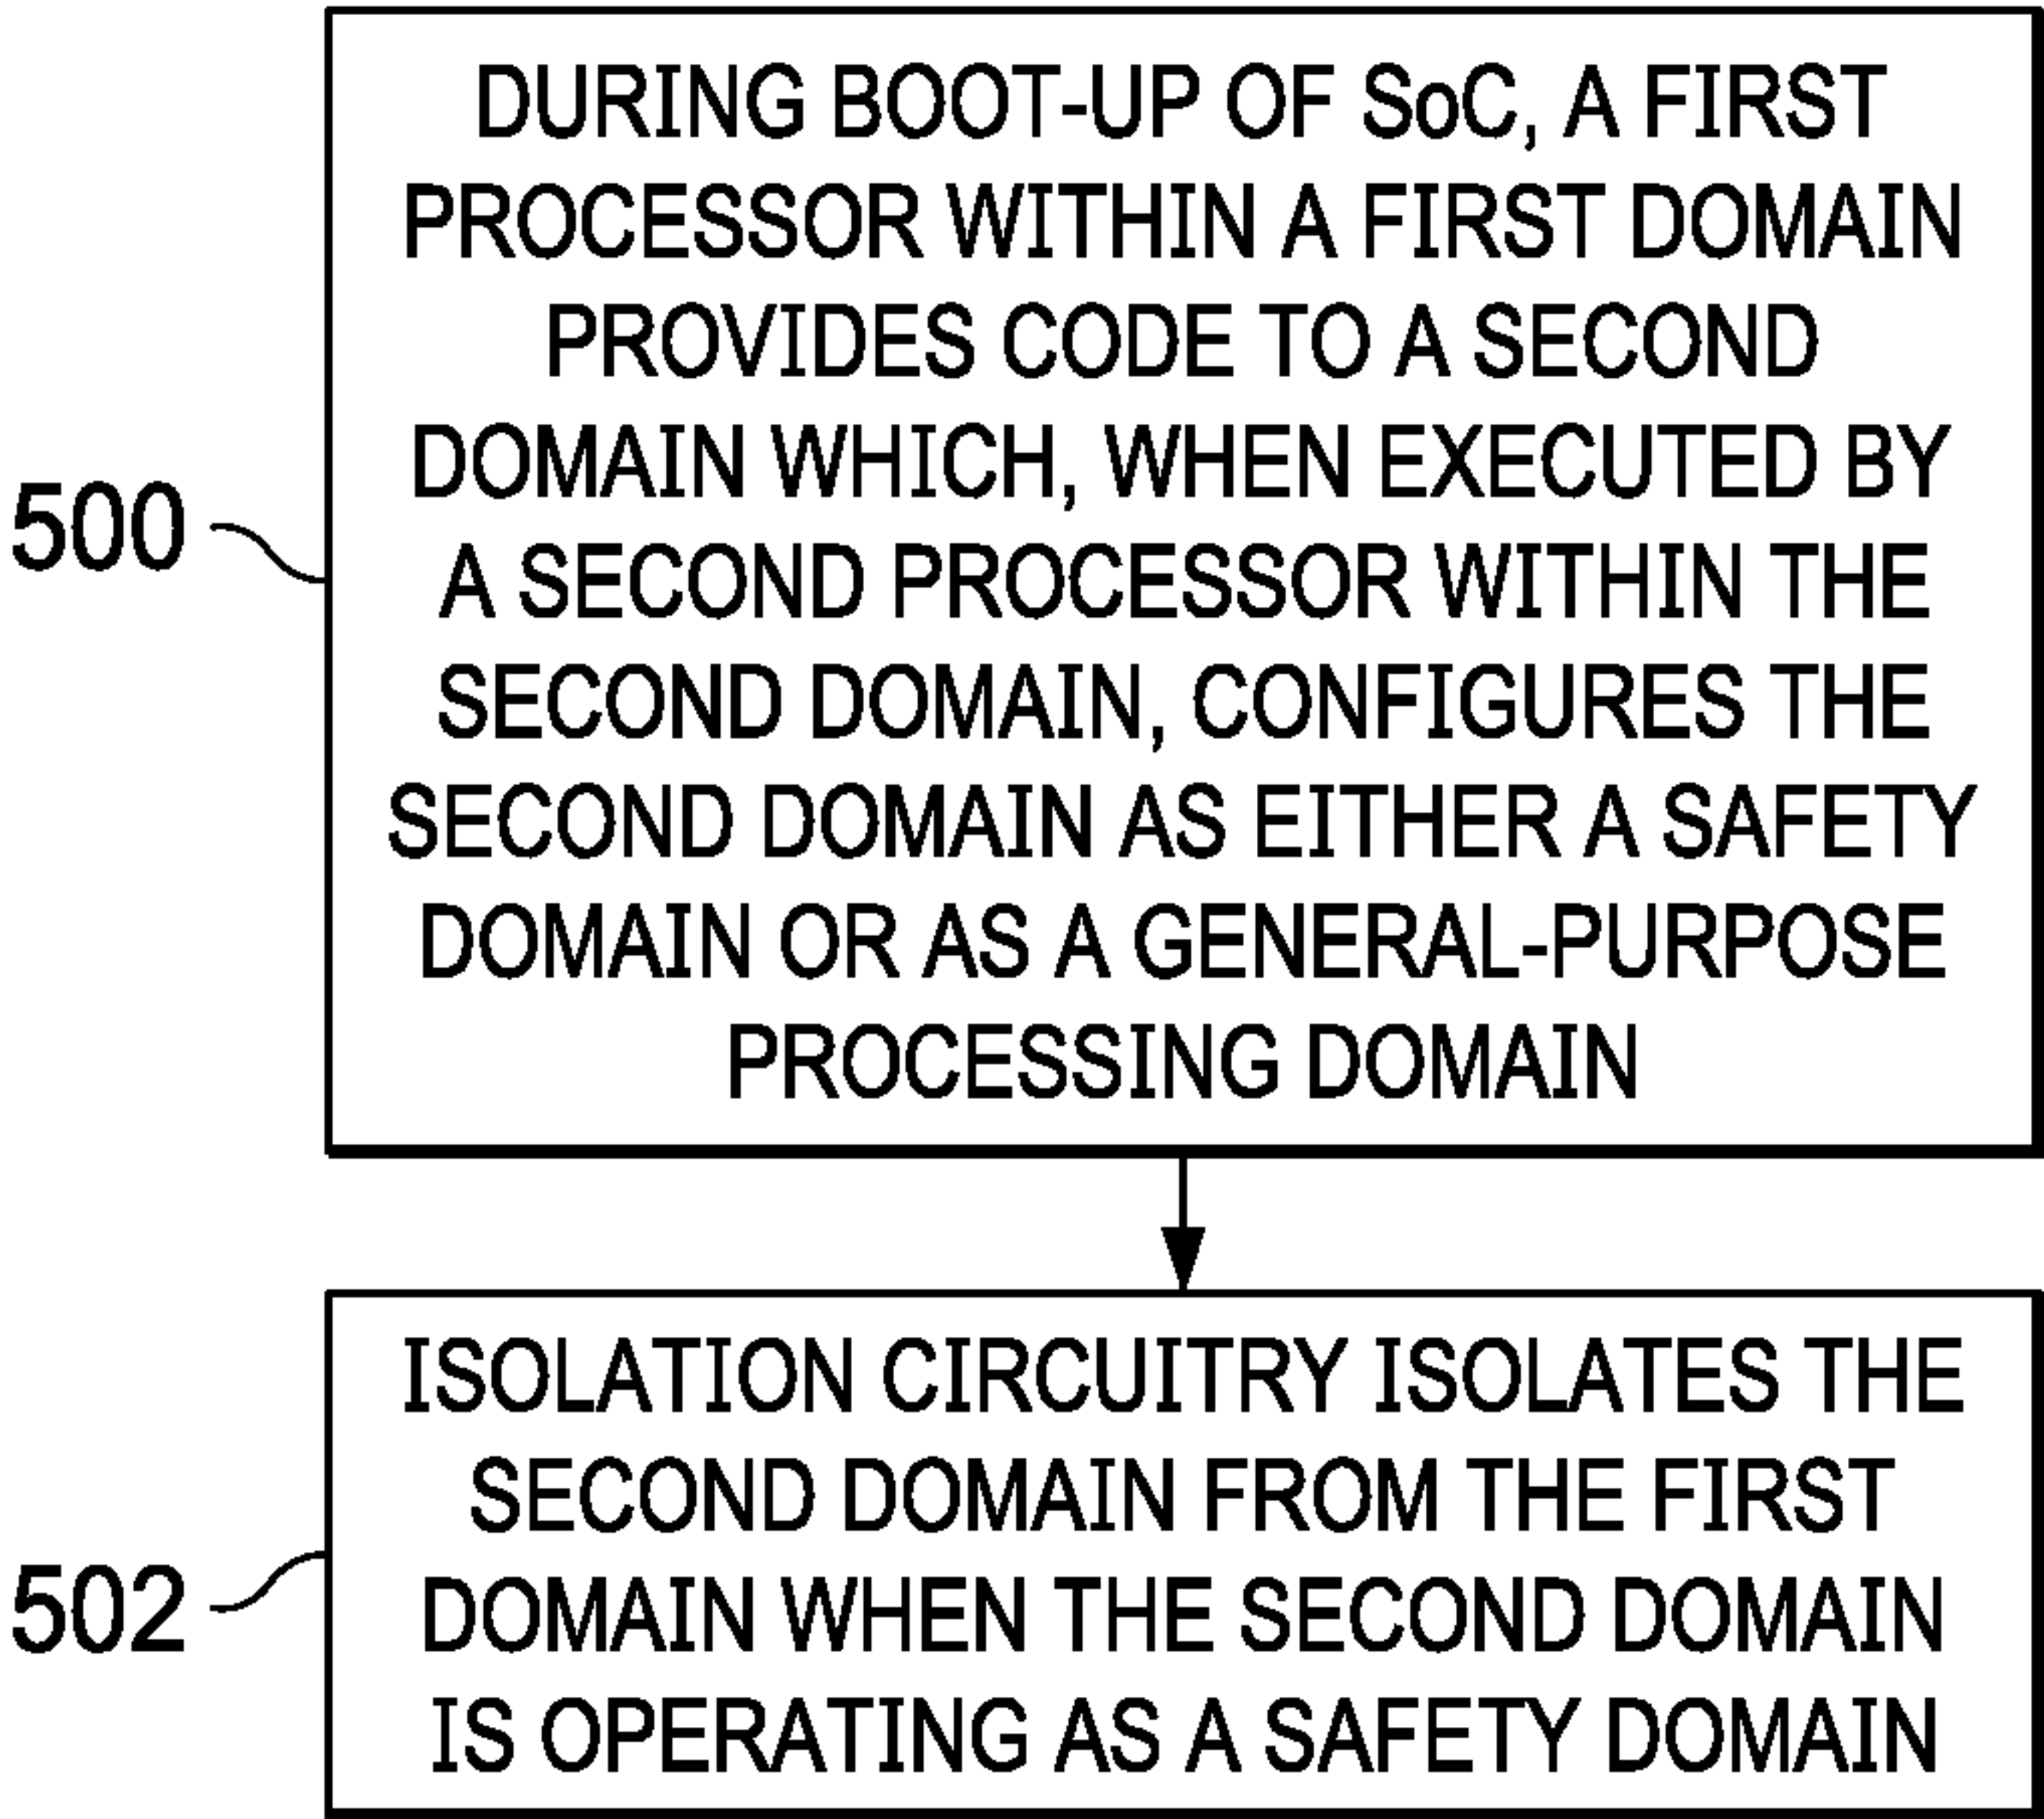 DURING BOOT-UP OF SoC, A FIRST
PROCESSOR WITHIN A FIRST DOMAIN
PROVIDES CODE TO A SECOND
DOMAIN WHICH, WHEN EXECUTED BY
500
A SECOND PROCESSOR WITHIN THE
SECOND DOMAIN, CONFIGURES THE
SECOND DOMAIN AS EITHER A SAFETY
DOMAIN OR AS A GENERAL-PURPOSE
PROCESSING DOMAIN
ISOLATION CIRCUITRY ISOLATES THE
SECOND DOMAIN FROM THE FIRST
502
DOMAIN WHEN THE SECOND DOMAIN
IS OPERATING AS A SAFETY DOMAIN